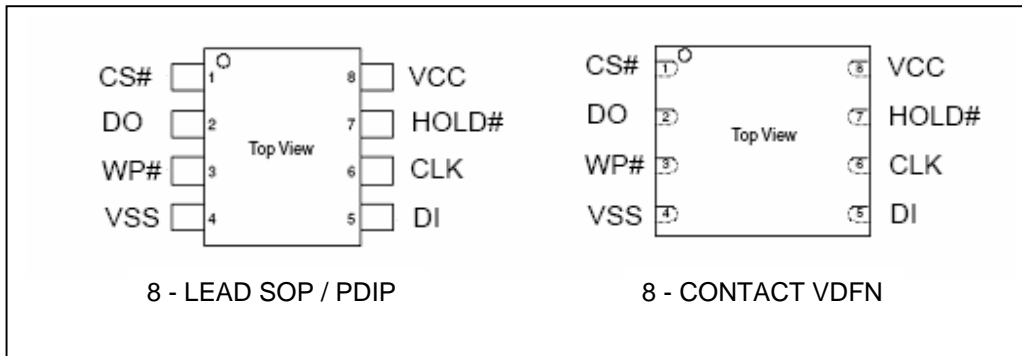 CS# 1 8 VCC
DO 2 7 HOLD#
Top View
WP# 3 6 CLK
VSS 4 5 DI
8 - LEAD SOP / PDIP
CS# 1 8 VCC
DO 2 7 HOLD#
Top View
WP# 3 6 CLK
VSS 4 5 DI
8 - CONTACT VDFN